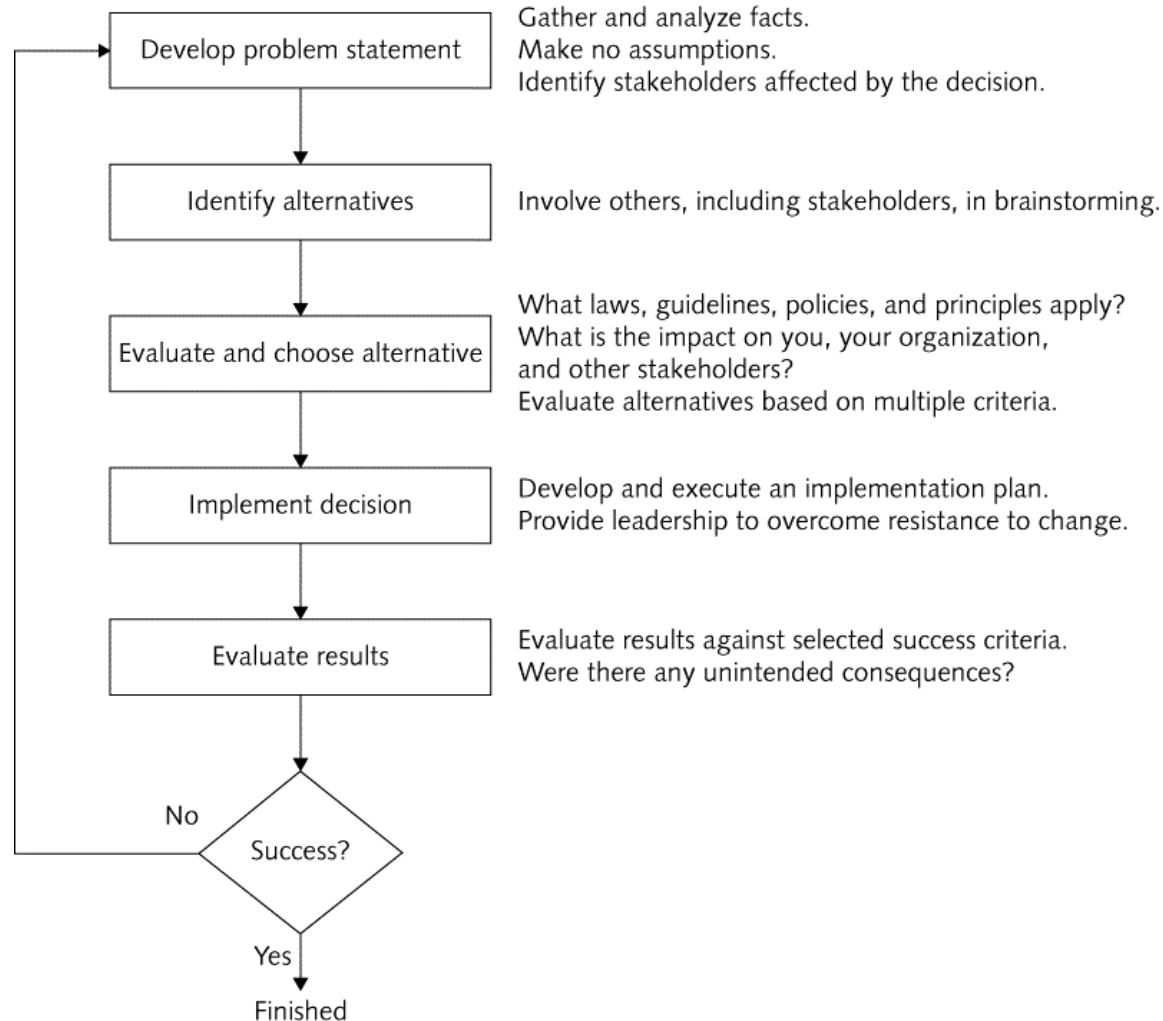 Develop problem statement
Gather and analyze facts.
Make no assumptions.
Identify stakeholders affected by the decision.
Identify alternatives
Involve others, including stakeholders, in brainstorming.
Evaluate and choose alternative
What laws, guidelines, policies, and principles apply?
What is the impact on you, your organization,
and other stakeholders?
Evaluate alternatives based on multiple criteria.
Implement decision
Develop and execute an implementation plan.
Provide leadership to overcome resistance to change.
Evaluate results
Evaluate results against selected success criteria.
Were there any unintended consequences?
No
Success?
Yes
Finished